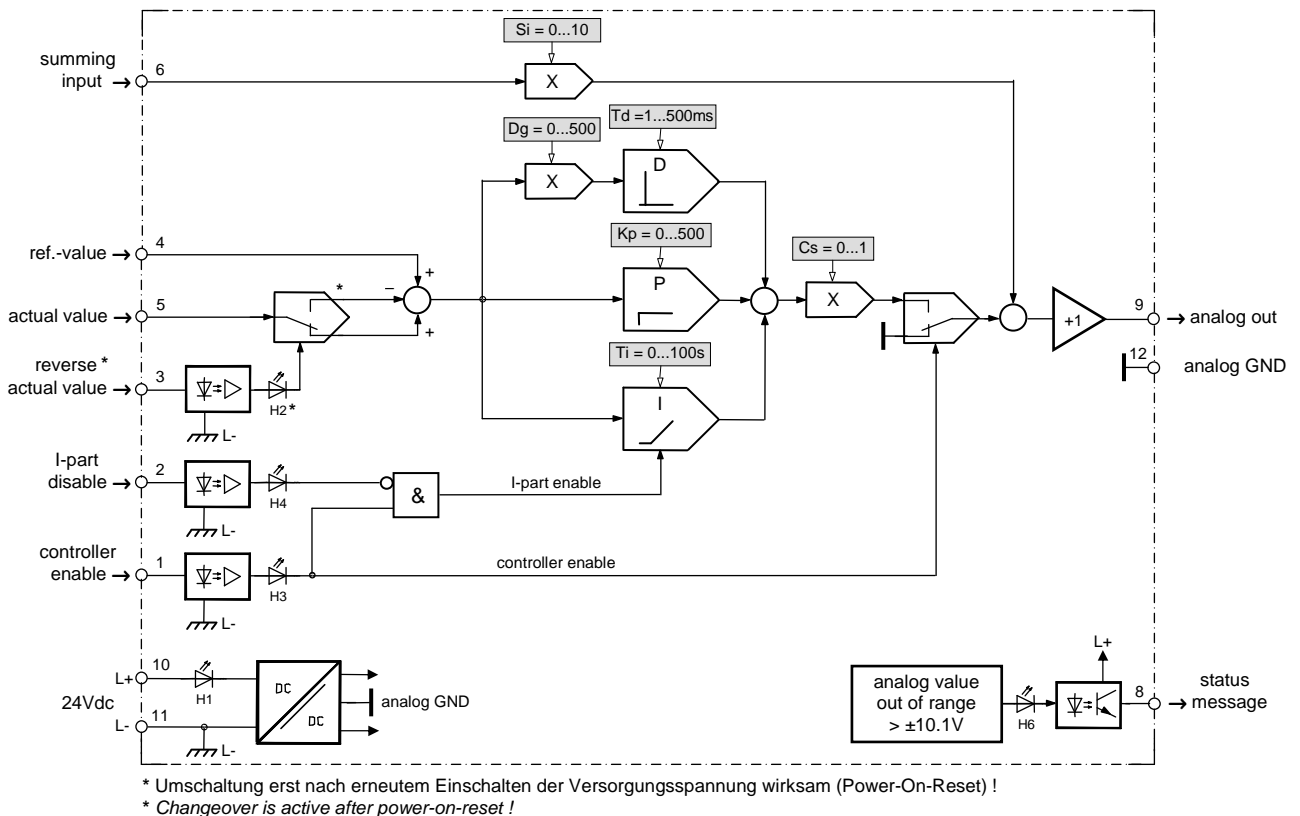 Si = 0...10
summing
input →
6
X
Td =1...500ms
Dg = 0...500
D
X
ref.-value →
4
Kp = 0...500
Cs = 0...1
+
*
−
P
X
actual value →
5
+
+1
9
→ analog out
reverse *
actual value →
3
H2 *
L-
Ti = 0...100s
I
12
analog GND
I-part
disable →
2
H4
L-
&
I-part enable
controller
enable →
1
H3
L-
controller enable
L+
10
H1
24Vdc
L-
11
L-
DC
DC
analog GND
analog value
out of range
> ±10.1V
H6
L+
8
status
→ message
* Umschaltung erst nach erneutem Einschalten der Versorgungsspannung wirksam (Power-On-Reset) !
* Changeover is active after power-on-reset !